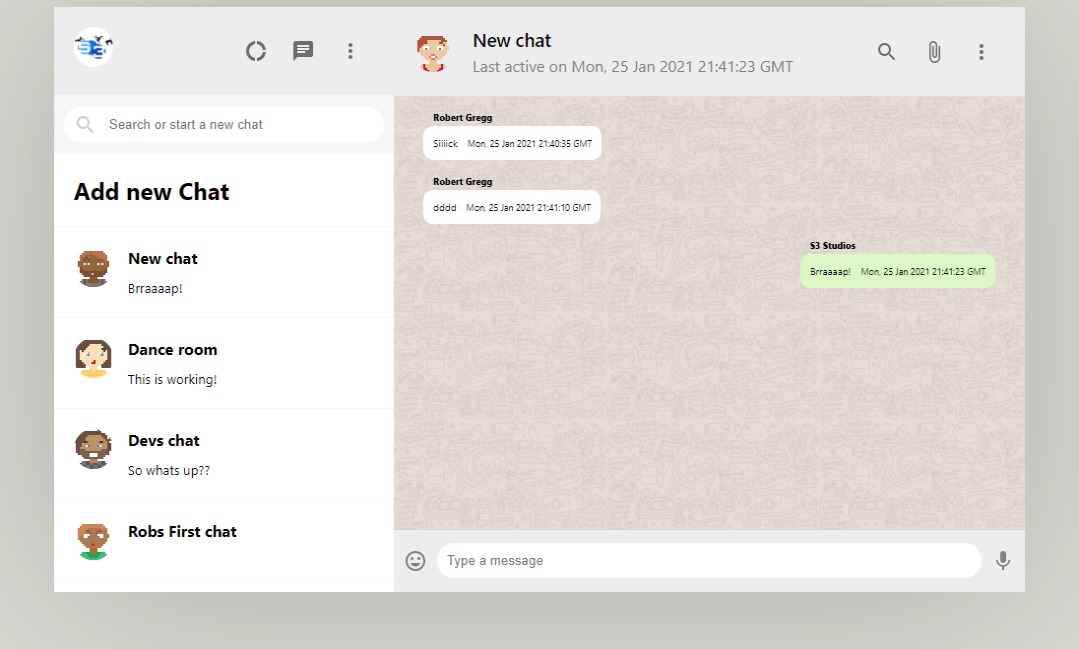 S3
New chat
Last active on Mon, 25 Jan 2021 21:41:23 GMT
Search or start a new chat
Add new Chat
New chat
Brraaaap!
Dance room
This is working!
Devs chat
So whats up??
Robs First chat
Robert Gregg
Siiiick Mon, 25 Jan 2021 21:40:35 GMT
Robert Gregg
dddd Mon, 25 Jan 2021 21:41:10 GMT
S3 Studios
Brraaaap! Mon, 25 Jan 2021 21:41:23 GMT
Type a message